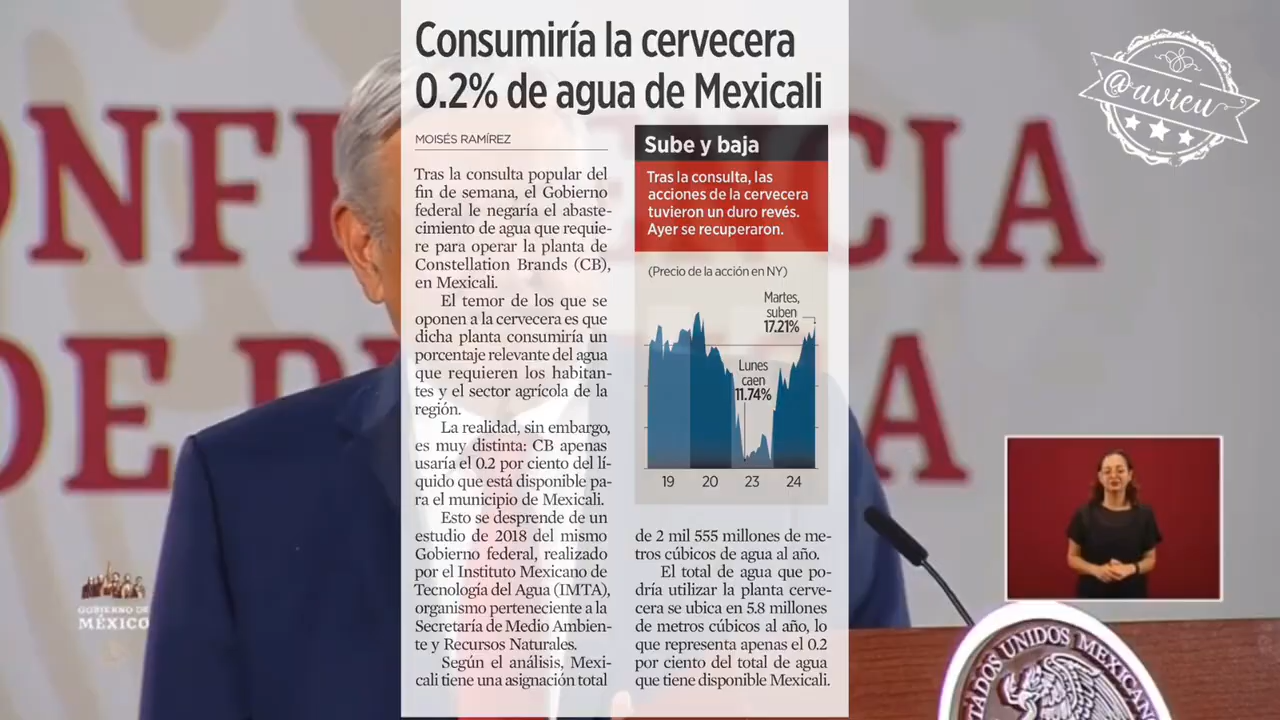 Consumiría la cervecera
0.2% de agua de Mexicali
MOISÉS RAMÍREZ
Tras la consulta popular del
fin de semana, el Gobierno
federal le negaría el abaste-
cimiento de agua que requie-
re para operar la planta de
Constellation Brands (CB),
en Mexicali.
El temor de los que se
oponen a la cervecera es que
dicha planta consumiría un
porcentaje relevante del agua
que requieren los habitan-
tes y el sector agrícola de la
región.
La realidad, sin embargo,
es muy distinta: CB apenas
usaría el 0.2 por ciento del lí-
quido que está disponible pa-
ra el municipio de Mexicali.
Esto se desprende de un
estudio de 2018 del mismo
Gobierno federal, realizado
por el Instituto Mexicano de
Tecnología del Agua (IMTA),
organismo perteneciente a la
Secretaría de Medio Ambien-
te y Recursos Naturales.
Según el análisis, Mexi-
cali tiene una asignación total
Sube y baja
Tras la consulta, las
acciones de la cervecera
tuvieron un duro revés.
Ayer se recuperaron.
(Precio de la acción en NY)
Martes,
suben
17.21%
Lunes
caen
11.74%
19 20 23 24
de 2 mil 555 millones de me-
tros cúbicos de agua al año.
El total de agua que po-
dría utilizar la planta cerve-
cera se ubica en 5.8 millones
de metros cúbicos al año, lo
que representa apenas el 0.2
por ciento del total de agua
que tiene disponible Mexicali.
@avieu
GOBIERNO DE
MÉXICO
UNIDOS MEXICAN